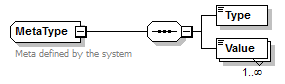 Type
MetaType
Meta defined by the system
Value
1..∞